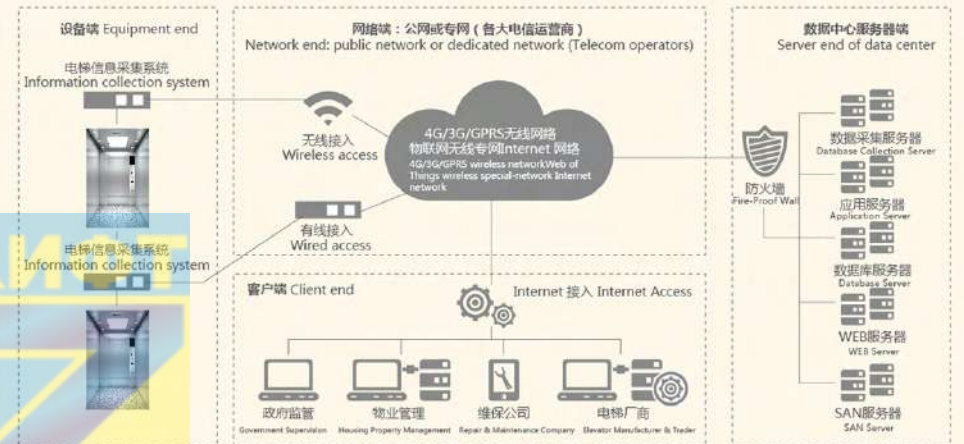 设备端 Equipment end
电梯信息采集系统
Information collection system
电梯信息采集系统
Information collection system
网络端：公网或专网（各大电信运营商）
Network end: public network or dedicated network (Telecom operators)
无线接入
Wireless access
有线接入
Wired access
4G/3G/GPRS无线网络
物联网无线专网Internet 网络
4G/3G/GPRS wireless networkWeb of
Things wireless special-network Internet
network
客户端 Client end
Internet 接入 Internet Access
政府监管
Government Supervision
物业管理
Housing Property Management
维保公司
Repair & Maintenance Company
电梯厂商
Elevator Manufacturer & Trader
数据中心服务器端
Server end of data center
防火墙
Fire-Proof Wall
数据采集服务器
Database Collection Server
应用服务器
Application Server
数据库服务器
Database Server
WEB服务器
WEB Server
SAN服务器
SAN Server